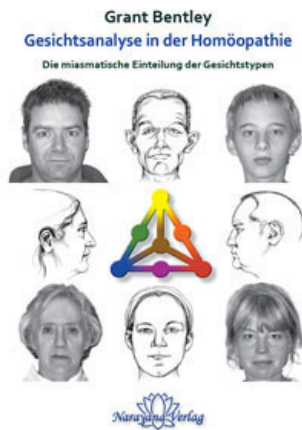 Grant Bentley
Gesichtsanalyse in der Homöopathie
Die miasmatische Einteilung der Gesichtstypen
Narayana Verlag